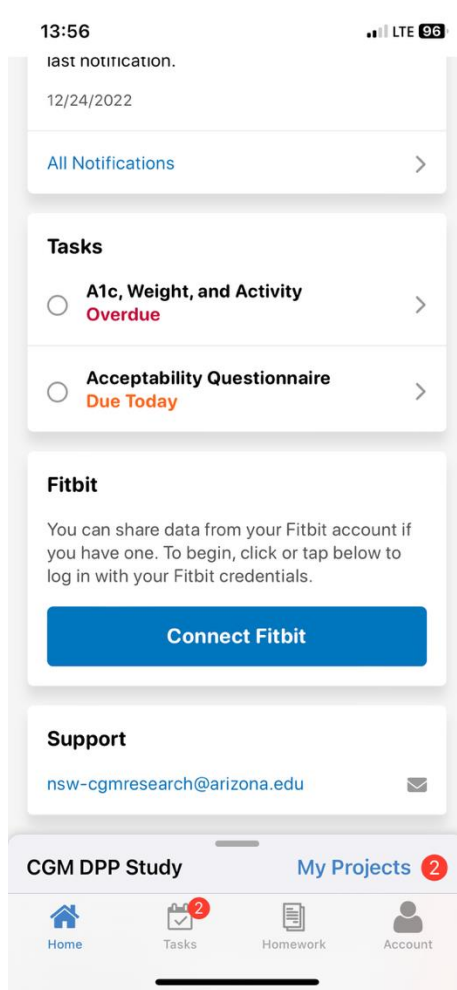 13:56 LTE 96
last notification.
12/24/2022
All Notifications
Tasks
A1c, Weight, and Activity
Overdue
Acceptability Questionnaire
Due Today
Fitbit
You can share data from your Fitbit account if
you have one. To begin, click or tap below to
log in with your Fitbit credentials.
Connect Fitbit
Support
nsw-cgmresearch@arizona.edu
CGM DPP Study My Projects 2
2
Home Tasks Homework Account